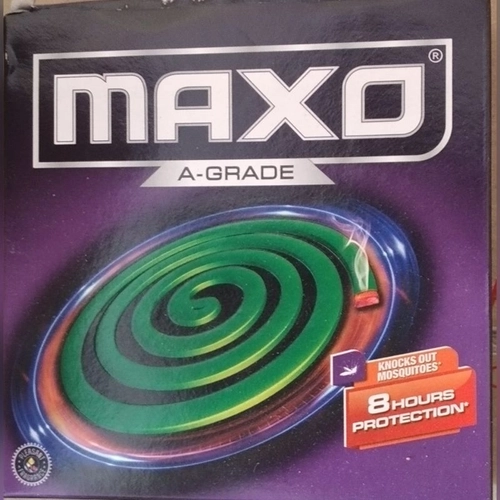 MAXO®
A-GRADE
KNOCKS OUT
MOSQUITOES*
8 HOURS
PROTECTION*